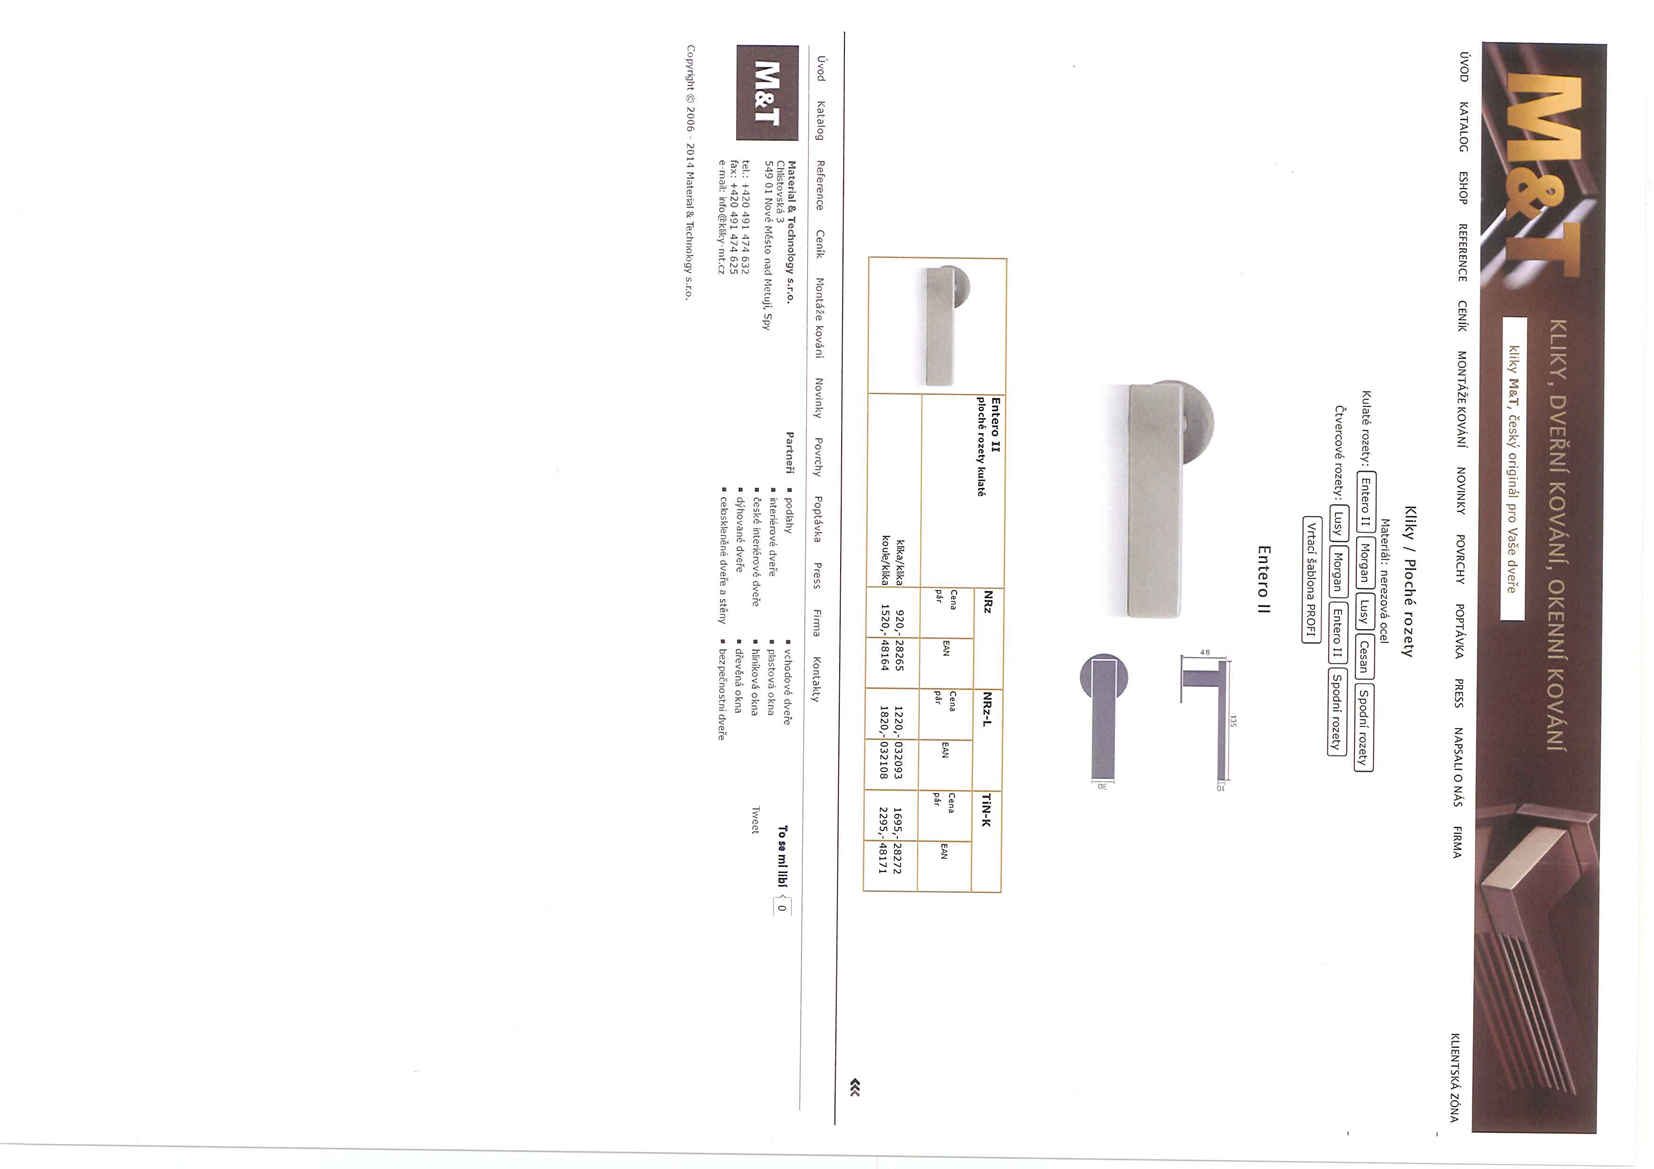 M&T
KLIKY, DVEŘNÍ KOVÁNÍ, OKENNÍ KOVÁNÍ
kliky M&T, český originál pro Vaše dveře
ÚVOD KATALOG ESHOP REFERENCE CENÍK MONTÁŽE KOVÁNÍ NOVINKY POVRCHY POPTÁVKA PRESS NAPSALI O NÁS FIRMA
KLIENTSKÁ ZÓNA
Kliky / Ploché rozety
Materiál: nerezová ocel
Kulaté rozety: Entero II Morgan Lusy Cesan Spodní rozety
Čtvercové rozety: Lusy Morgan Entero II Spodní rozety
Vrtací šablona PROFI
Entero II
48
135
10
30
Entero II
ploché rozety kulaté
NRz NRz-L TiN-K
Cena pár EAN Cena pár EAN Cena pár EAN
klika/klika 920,- 28265 1220,- 032093 1695,- 28272
koule/klika 1520,- 48164 1820,- 032108 2295,- 48171
Úvod Katalog Reference Ceník Montáže kování Novinky Povrchy Poptávka Press Firma Kontakty
M&T
Material & Technology s.r.o.
Chlístovská 3
549 01 Nové Město nad Metují, Spy
tel.: +420 491 474 632
fax: +420 491 474 625
e-mail: info@kliky-mt.cz
Partneři
▪ podlahy
▪ interiérové dveře
▪ české interiérové dveře
▪ dýhované dveře
▪ celoskleněné dveře a stěny
▪ vchodové dveře
▪ plastová okna
▪ hliníková okna
▪ dřevěná okna
▪ bezpečnostní dveře
To se mi líbí 0
Tweet
Copyright © 2006 - 2014 Material & Technology s.r.o.